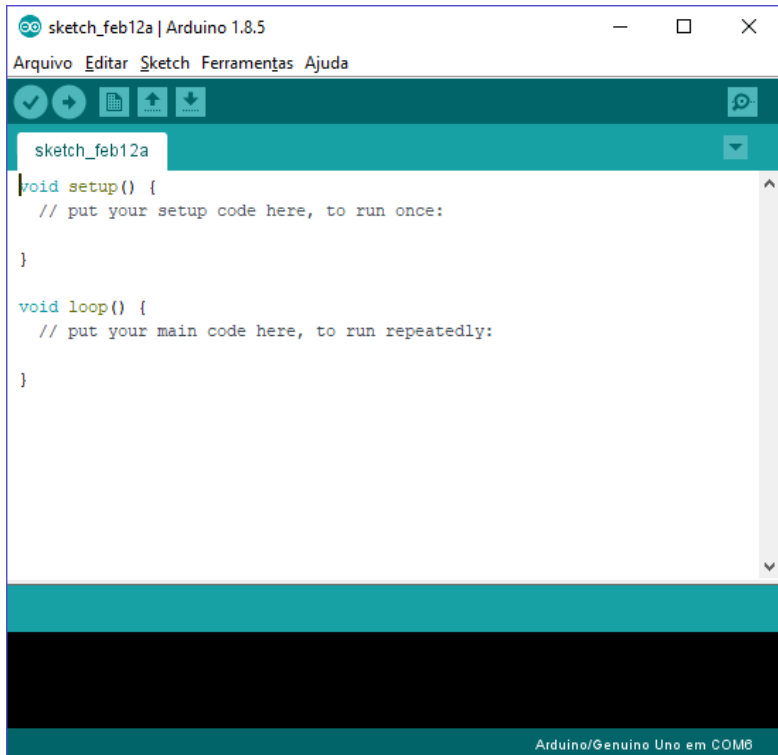 sketch_feb12a | Arduino 1.8.5
Arquivo Editar Sketch Ferramentas Ajuda
sketch_feb12a
void setup() {
  // put your setup code here, to run once:
}
void loop() {
  // put your main code here, to run repeatedly:
}
Arduino/Genuino Uno em COM6